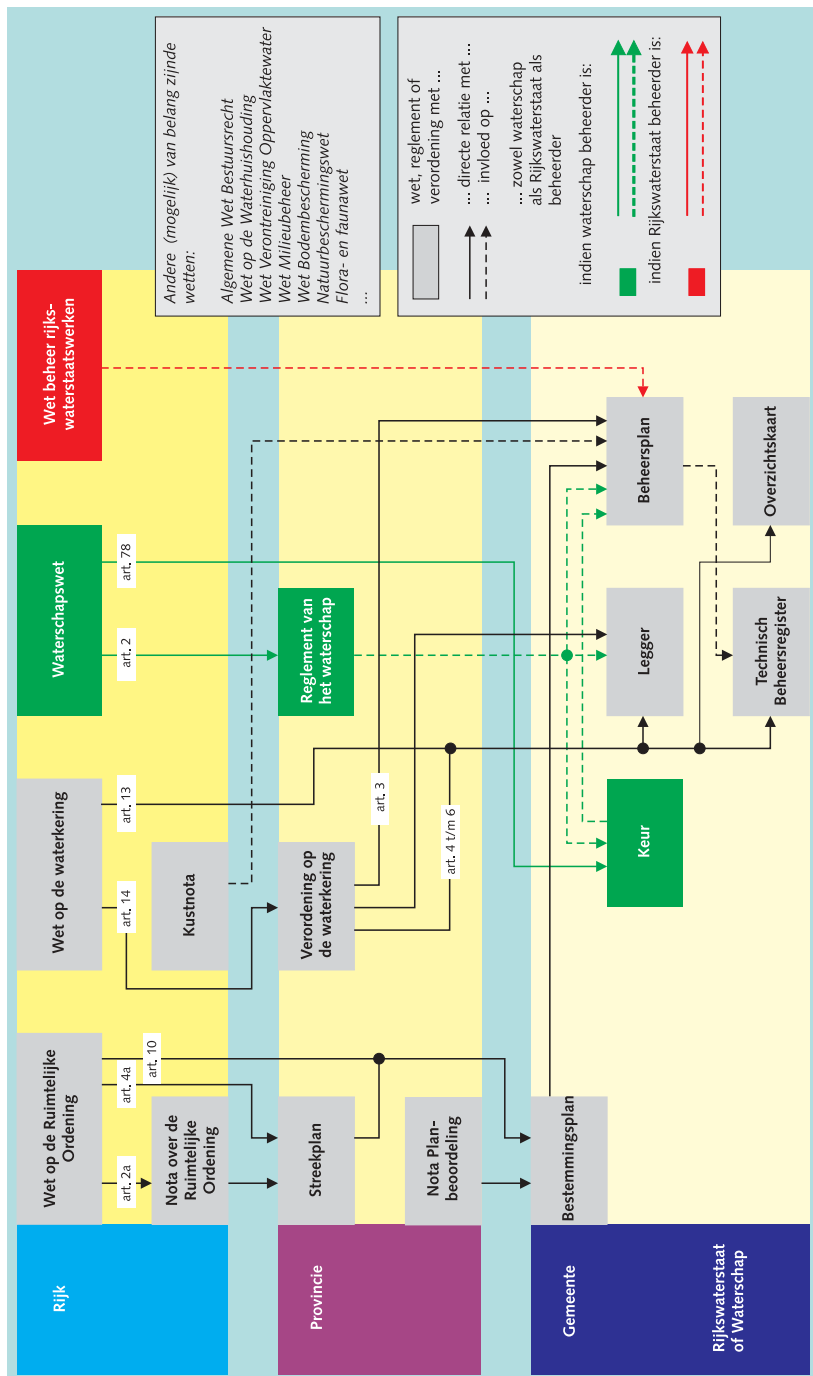 Rijk
Wet op de Ruimtelijke
Ordening
Wet op de waterkering
Waterschapswet
Wet beheer rijks-
waterstaatswerken
art. 2a
art. 4a
art. 10
art. 14
art. 13
art. 2
art. 78
Nota over de
Ruimtelijke
Ordening
Kustnota
Provincie
Streekplan
Verordening op
de waterkering
Reglement van
het waterschap
art. 3
Nota Plan-
beoordeling
art. 4 t/m 6
Gemeente
Bestemmingsplan
Keur
Legger
Beheersplan
Rijkswaterstaat
of Waterschap
Technisch
Beheersregister
Overzichtskaart
Andere (mogelijk) van belang zijnde
wetten:
Algemene Wet Bestuursrecht
Wet op de Waterhuishouding
Wet Verontreiniging Oppervlaktewater
Wet Milieubeheer
Wet Bodembescherming
Natuurbeschermingswet
Flora- en faunawet
...
wet, reglement of
verordening met ...
... directe relatie met ...
... invloed op ...
... zowel waterschap
als Rijkswaterstaat als
beheerder
indien waterschap beheerder is:
indien Rijkswaterstaat beheerder is: